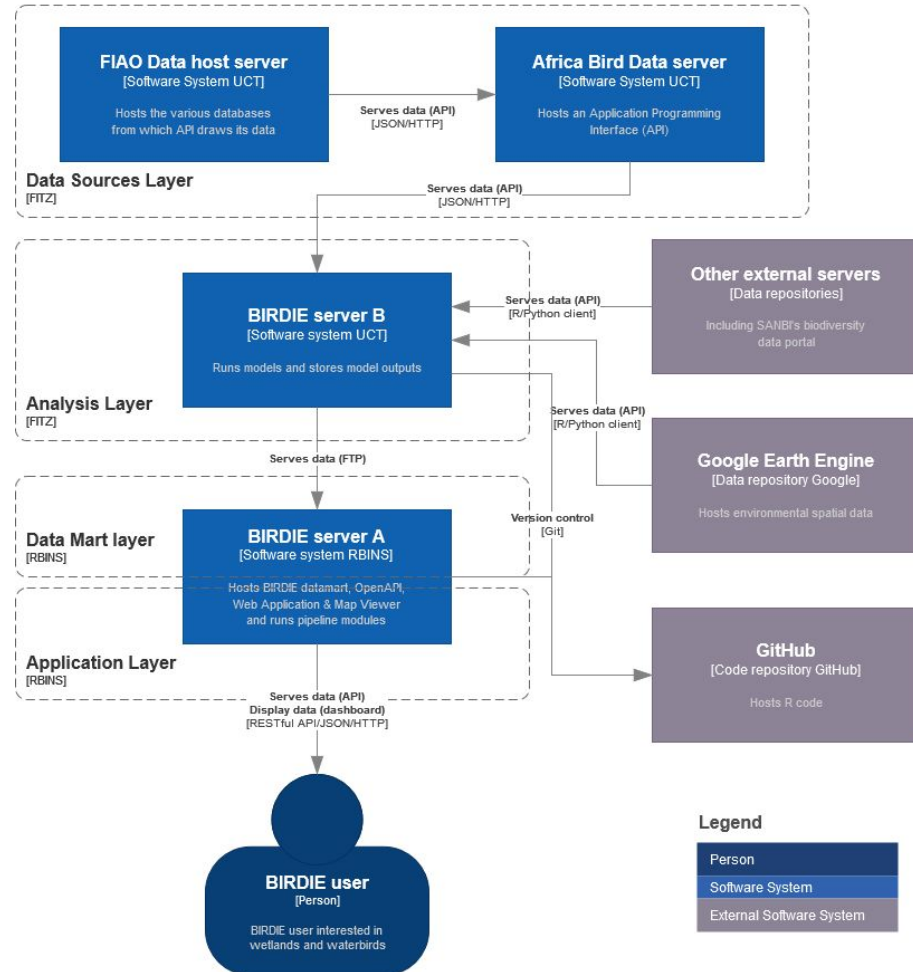 FIAO Data host server
[Software System UCT]
Hosts the various databases
from which API draws its data
Serves data (API)
[JSON/HTTP]
Africa Bird Data server
[Software System UCT]
Hosts an Application Programming
Interface (API)
Data Sources Layer
[FITZ]
Serves data (API)
[JSON/HTTP]
BIRDIE server B
[Software system UCT]
Runs models and stores model outputs
Analysis Layer
[FITZ]
Serves data (API)
[R/Python client]
Other external servers
[Data repositories]
Including SANBI's biodiversity
data portal
Serves data (API)
[R/Python client]
Google Earth Engine
[Data repository Google]
Hosts environmental spatial data
Serves data (FTP)
Data Mart layer
[RBINS]
BIRDIE server A
[Software system RBINS]
Hosts BIRDIE datamart, OpenAPI,
Web Application & Map Viewer
and runs pipeline modules
Version control
[Git]
Application Layer
[RBINS]
GitHub
[Code repository GitHub]
Hosts R code
Serves data (API)
Display data (dashboard)
[RESTful API/JSON/HTTP]
BIRDIE user
[Person]
BIRDIE user interested in
wetlands and waterbirds
Legend
Person
Software System
External Software System